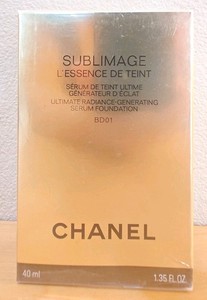 SUBLIMAGE
L'ESSENCE DE TEINT
SÉRUM DE TEINT ULTIME
GÉNÉRATEUR D'ÉCLAT
ULTIMATE RADIANCE-GENERATING
SERUM FOUNDATION
BD01
CHANEL
40 ml 1.35 FL. OZ.